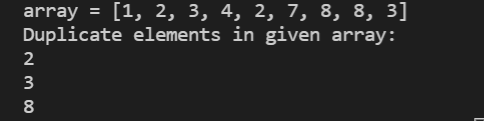 array = [1, 2, 3, 4, 2, 7, 8, 8, 3]
Duplicate elements in given array:
2
3
8